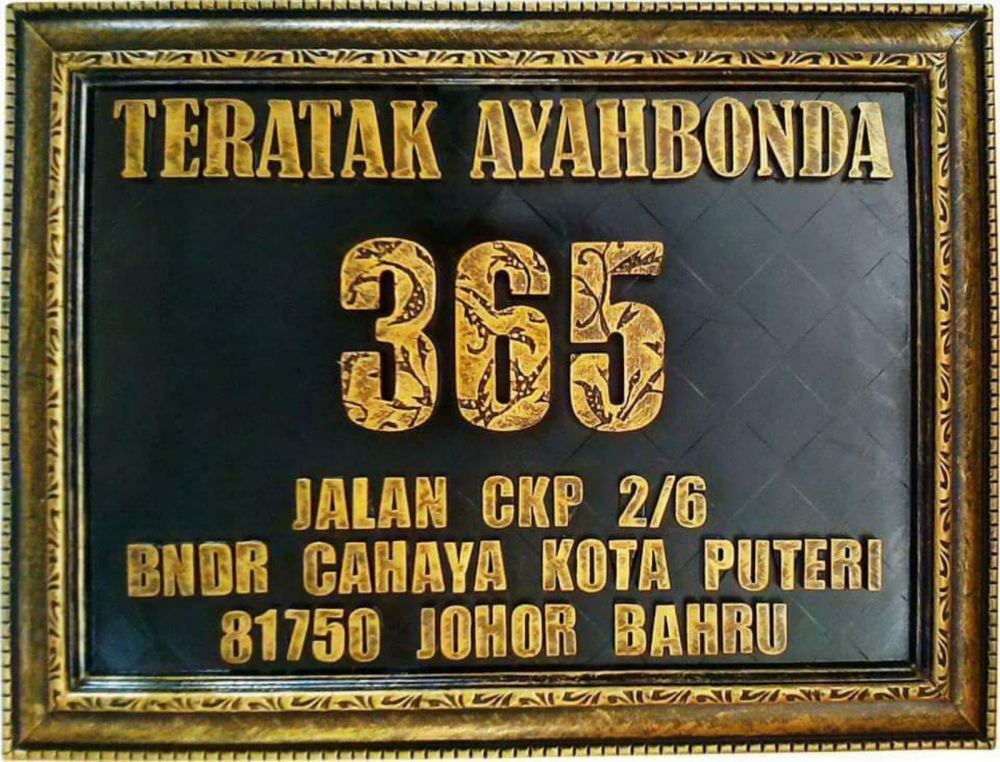 TERATAK AYAHBONDA
365
JALAN CKP 2/6
BNDR CAHAYA KOTA PUTERI
81750 JOHOR BAHRU